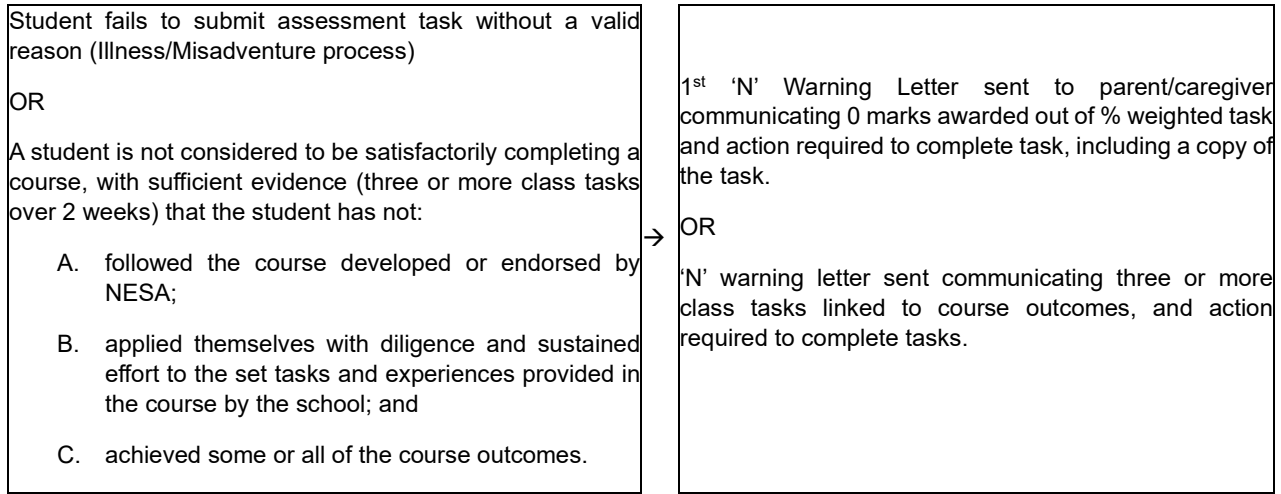 Student fails to submit assessment task without a valid
reason (Illness/Misadventure process)
OR
A student is not considered to be satisfactorily completing a
course, with sufficient evidence (three or more class tasks
over 2 weeks) that the student has not:
A. followed the course developed or endorsed by
NESA;
B. applied themselves with diligence and sustained
effort to the set tasks and experiences provided in
the course by the school; and
C. achieved some or all of the course outcomes.
→
1st ‘N’ Warning Letter sent to parent/caregiver
communicating 0 marks awarded out of % weighted task
and action required to complete task, including a copy of
the task.
OR
‘N’ warning letter sent communicating three or more
class tasks linked to course outcomes, and action
required to complete tasks.